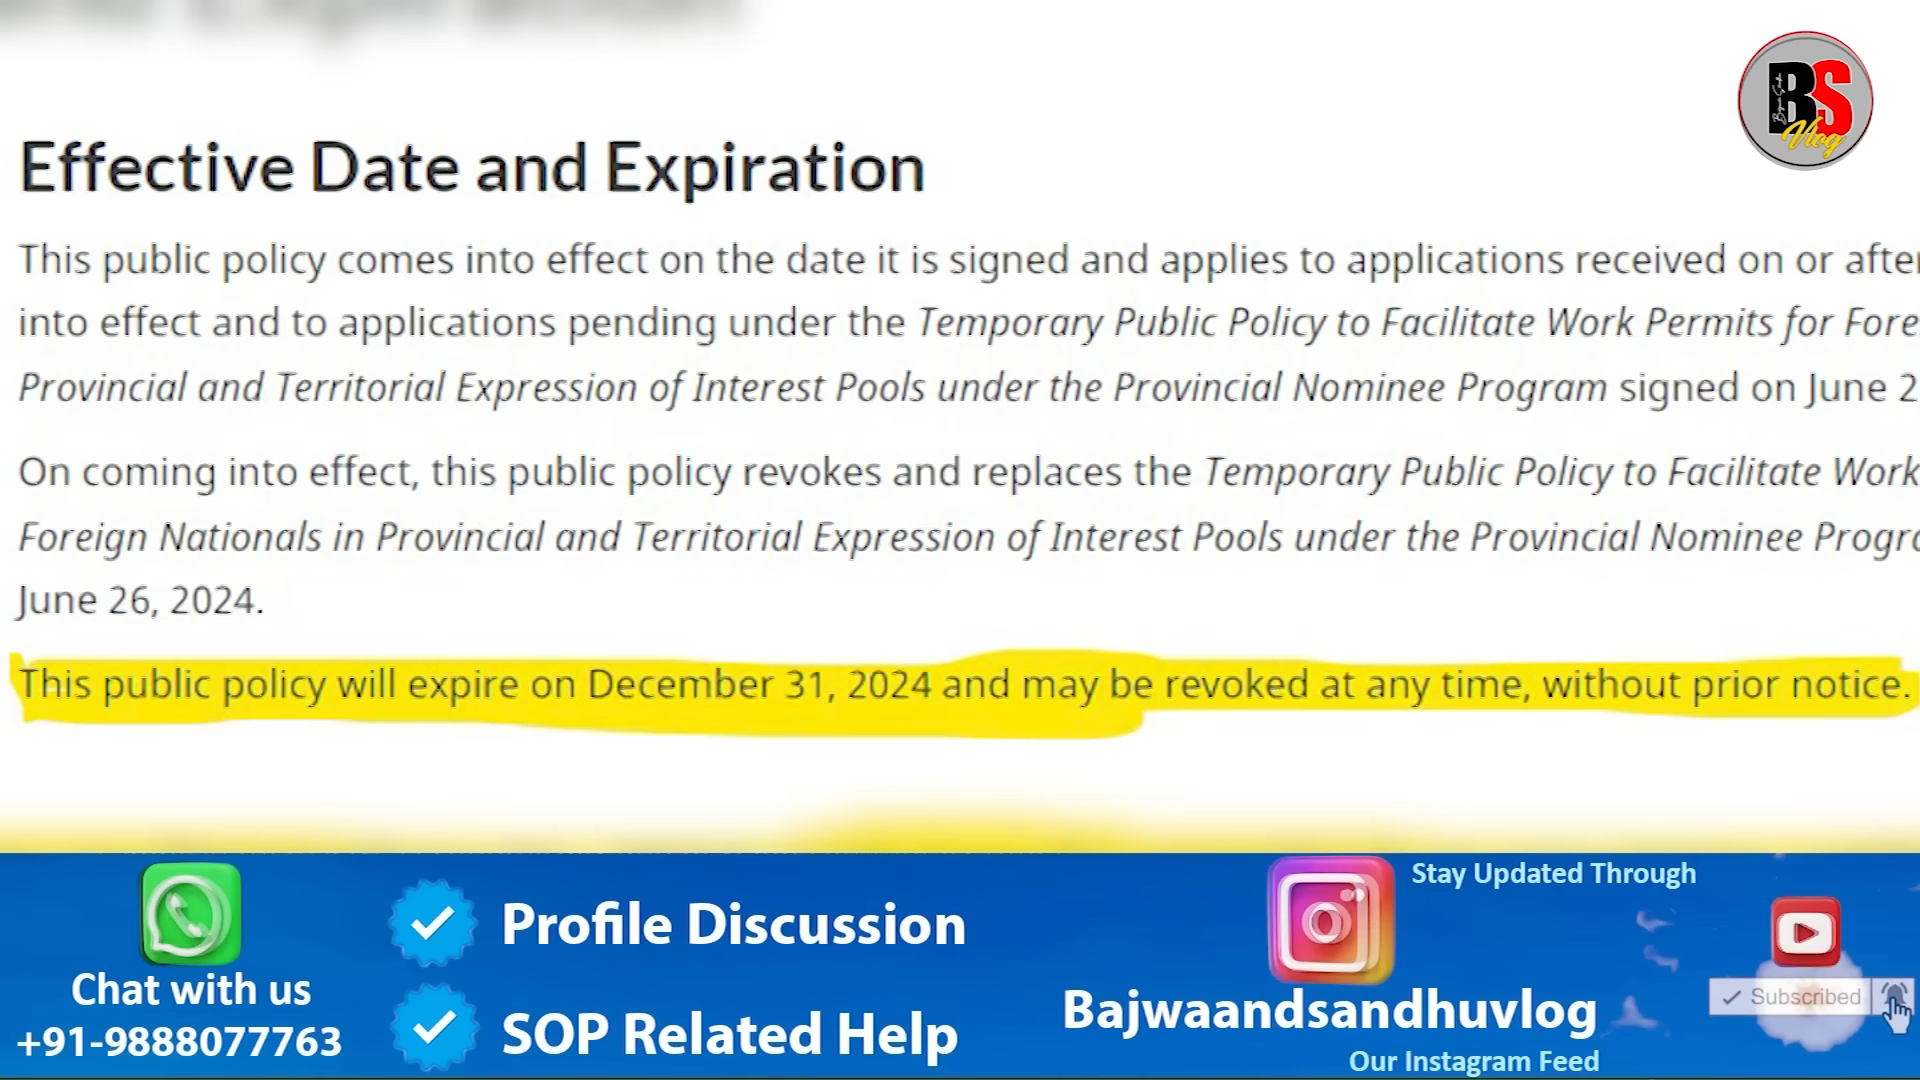 BS
Vlog
Effective Date and Expiration
This public policy comes into effect on the date it is signed and applies to applications received on or after
into effect and to applications pending under the Temporary Public Policy to Facilitate Work Permits for Fore
Provincial and Territorial Expression of Interest Pools under the Provincial Nominee Program signed on June 2
On coming into effect, this public policy revokes and replaces the Temporary Public Policy to Facilitate Work
Foreign Nationals in Provincial and Territorial Expression of Interest Pools under the Provincial Nominee Progra
June 26, 2024.
This public policy will expire on December 31, 2024 and may be revoked at any time, without prior notice.
Chat with us
+91-9888077763
Profile Discussion
SOP Related Help
Stay Updated Through
Bajwaandsandhuvlog
Our Instagram Feed
Subscribed